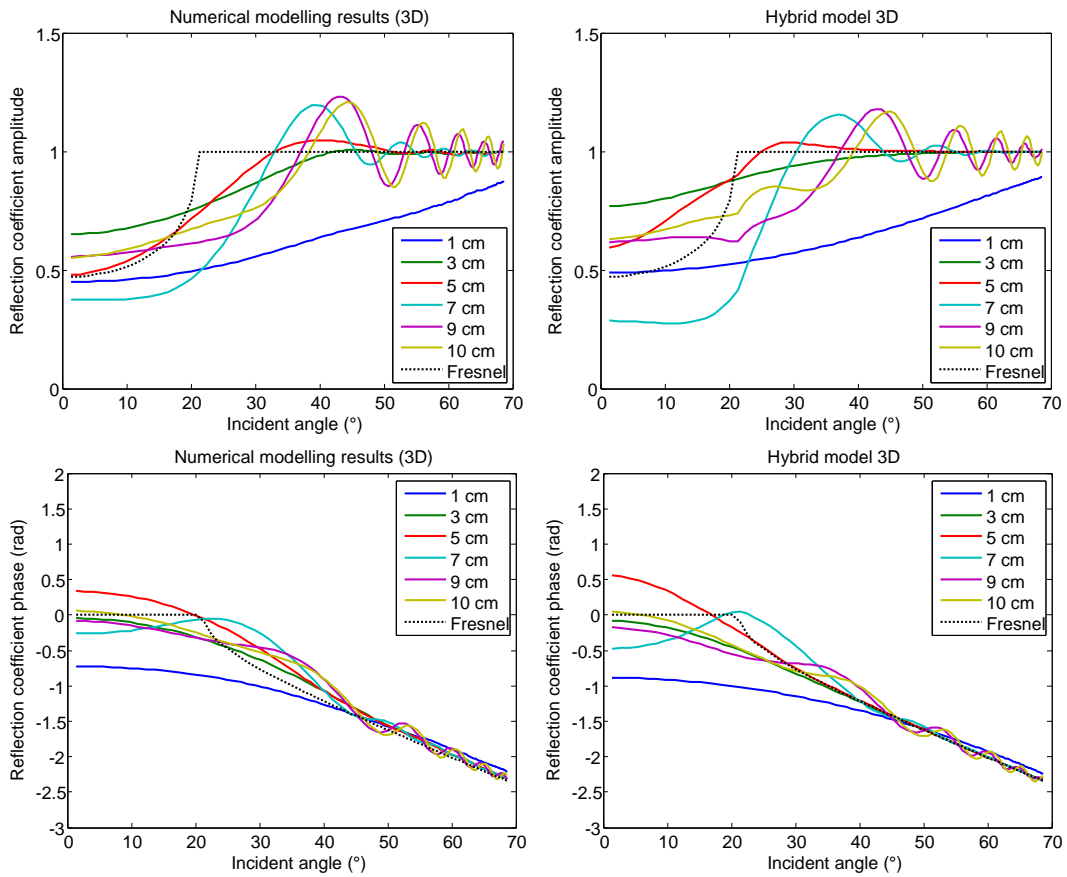 Numerical modelling results (3D)
Reflection coefficient amplitude
1.5
1
0.5
0
0 10 20 30 40 50 60 70
Incident angle (°)
1 cm
3 cm
5 cm
7 cm
9 cm
10 cm
Fresnel
Hybrid model 3D
Reflection coefficient amplitude
1.5
1
0.5
0
0 10 20 30 40 50 60 70
Incident angle (°)
1 cm
3 cm
5 cm
7 cm
9 cm
10 cm
Fresnel
Numerical modelling results (3D)
Reflection coefficient phase (rad)
2
1.5
1
0.5
0
-0.5
-1
-1.5
-2
-2.5
-3
0 10 20 30 40 50 60 70
Incident angle (°)
1 cm
3 cm
5 cm
7 cm
9 cm
10 cm
Fresnel
Hybrid model 3D
Reflection coefficient phase (rad)
2
1.5
1
0.5
0
-0.5
-1
-1.5
-2
-2.5
-3
0 10 20 30 40 50 60 70
Incident angle (°)
1 cm
3 cm
5 cm
7 cm
9 cm
10 cm
Fresnel